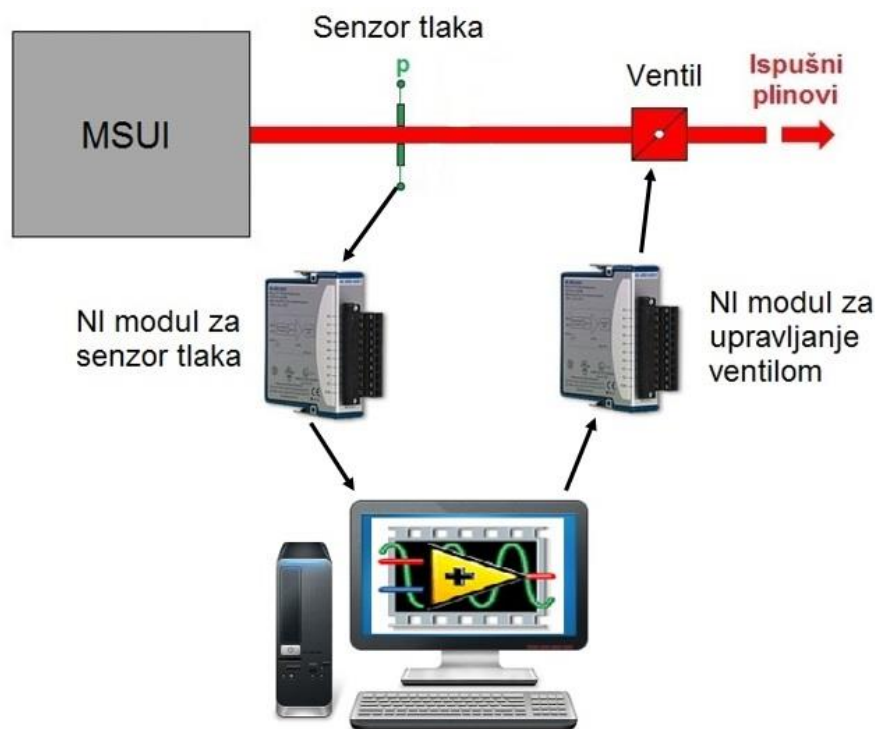 Senzor tlaka
p
Ventil
Ispušni
plinovi
MSUI
NI modul za
senzor tlaka
NI modul za
upravljanje
ventilom